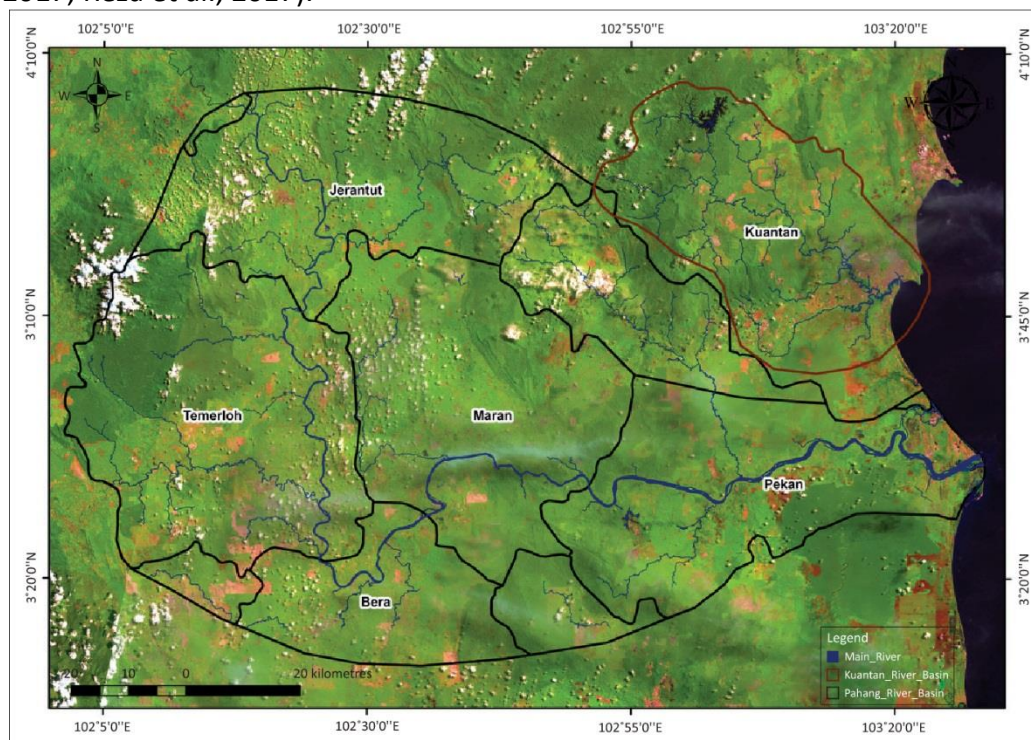 2017; Reza et al., 2017).
102°5'0"E 102°30'0"E 102°55'0"E 103°20'0"E
4°10'0"N 4°10'0"N
N
W E
S
W E
Jerantut
Kuantan
3°10'0"N 3°45'0"N
Temerloh
Maran
Pekan
3°20'0"N 3°20'0"N
Bera
Legend
Main_River
Kuantan_River_Basin
Pahang_River_Basin
20 10 0 20 kilometres
102°5'0"E 102°30'0"E 102°55'0"E 103°20'0"E